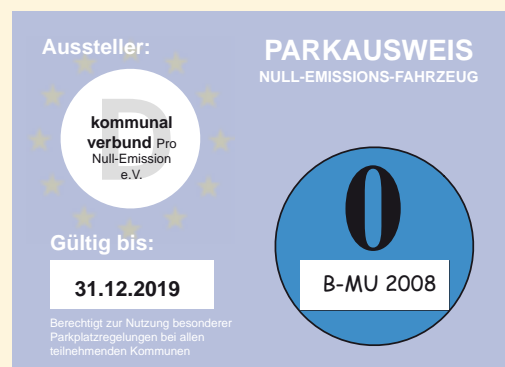 Aussteller:
D
kommunal
verbund Pro
Null-Emission
e.V.
Gültig bis:
31.12.2019
Berechtigt zur Nutzung besonderer
Parkplatzregelungen bei allen
teilnehmenden Kommunen
PARKAUSWEIS
NULL-EMISSIONS-FAHRZEUG
0
B-MU 2008